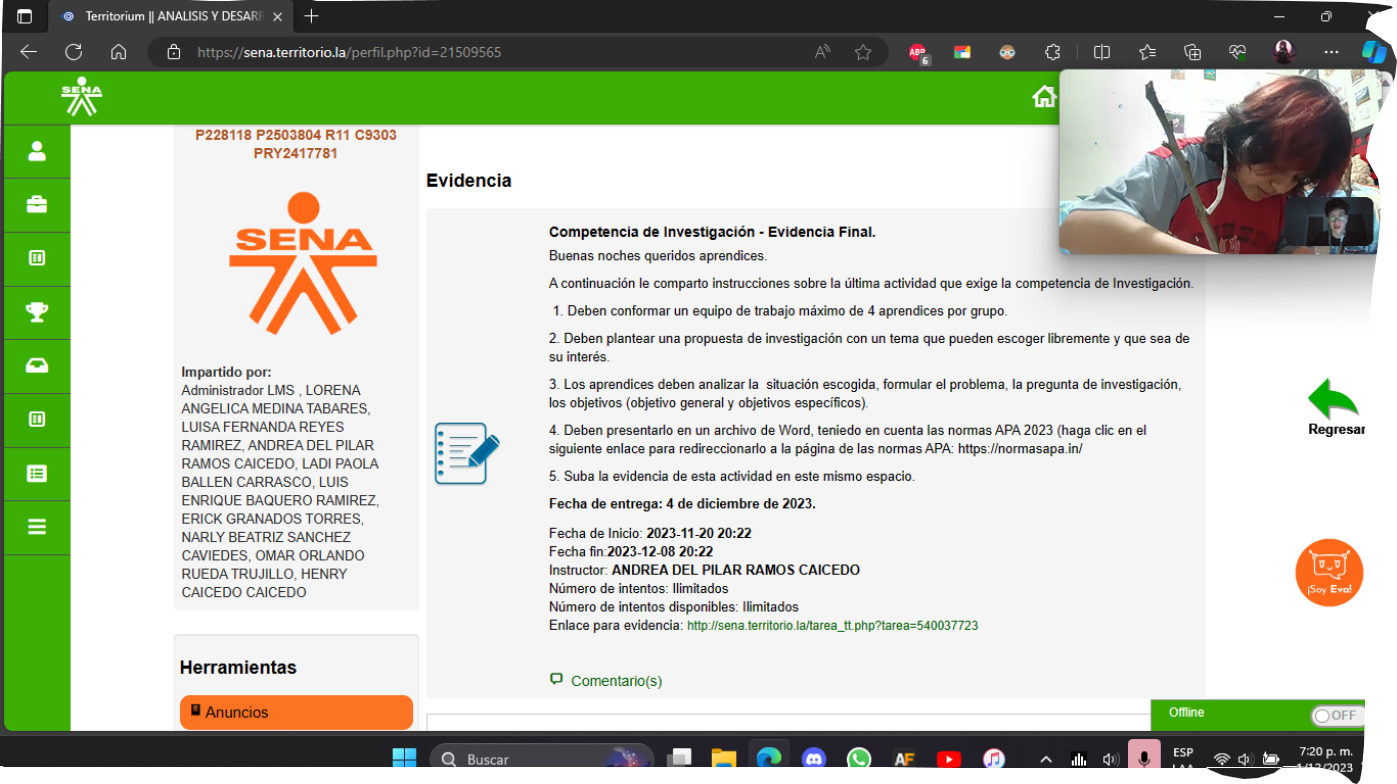 Territorium || ANALISIS Y DESARR
https://sena.territorio.la/perfil.php?id=21509565
ABP
6
SENA
P228118 P2503804 R11 C9303
PRY2417781
SENA
Impartido por:
Administrador LMS , LORENA
ANGELICA MEDINA TABARES,
LUISA FERNANDA REYES
RAMIREZ, ANDREA DEL PILAR
RAMOS CAICEDO, LADI PAOLA
BALLEN CARRASCO, LUIS
ENRIQUE BAQUERO RAMIREZ,
ERICK GRANADOS TORRES,
NARLY BEATRIZ SANCHEZ
CAVIEDES, OMAR ORLANDO
RUEDA TRUJILLO, HENRY
CAICEDO CAICEDO
Herramientas
Anuncios
Evidencia
Competencia de Investigación - Evidencia Final.
Buenas noches queridos aprendices.
A continuación le comparto instrucciones sobre la última actividad que exige la competencia de Investigación.
1. Deben conformar un equipo de trabajo máximo de 4 aprendices por grupo.
2. Deben plantear una propuesta de investigación con un tema que pueden escoger libremente y que sea de
su interés.
3. Los aprendices deben analizar la situación escogida, formular el problema, la pregunta de investigación,
los objetivos (objetivo general y objetivos específicos).
4. Deben presentarlo en un archivo de Word, teniedo en cuenta las normas APA 2023 (haga clic en el
siguiente enlace para redireccionarlo a la página de las normas APA: https://normasapa.in/
5. Suba la evidencia de esta actividad en este mismo espacio.
Fecha de entrega: 4 de diciembre de 2023.
Fecha de Inicio: 2023-11-20 20:22
Fecha fin:2023-12-08 20:22
Instructor: ANDREA DEL PILAR RAMOS CAICEDO
Número de intentos: Ilimitados
Número de intentos disponibles: Ilimitados
Enlace para evidencia: http://sena.territorio.la/tarea_tt.php?tarea=540037723
Comentario(s)
Regresar
¡Soy Eva!
Offline
OFF
Buscar
AF
ESP
7:20 p. m.